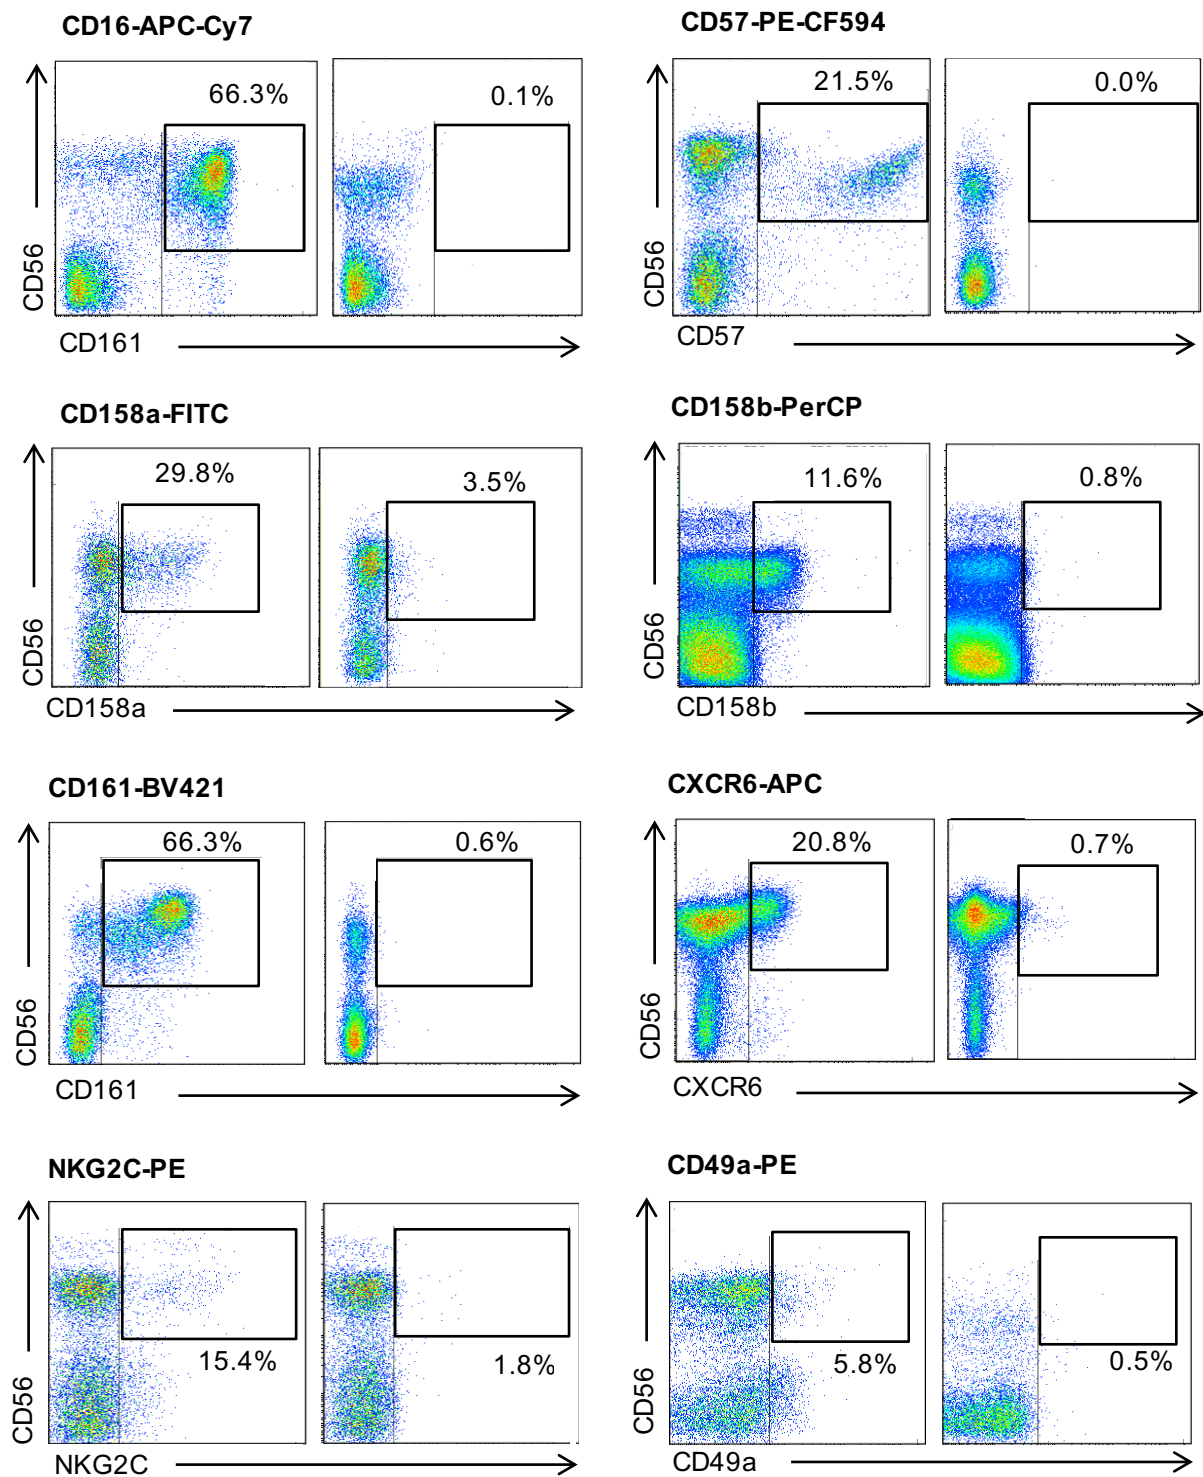 CD16-APC-Cy7
66.3%
0.1%
CD56
CD161
CD57-PE-CF594
21.5%
0.0%
CD56
CD57
CD158a-FITC
29.8%
3.5%
CD56
CD158a
CD158b-PerCP
11.6%
0.8%
CD56
CD158b
CD161-BV421
66.3%
0.6%
CD56
CD161
CXCR6-APC
20.8%
0.7%
CD56
CXCR6
NKG2C-PE
15.4%
1.8%
CD56
NKG2C
CD49a-PE
5.8%
0.5%
CD56
CD49a